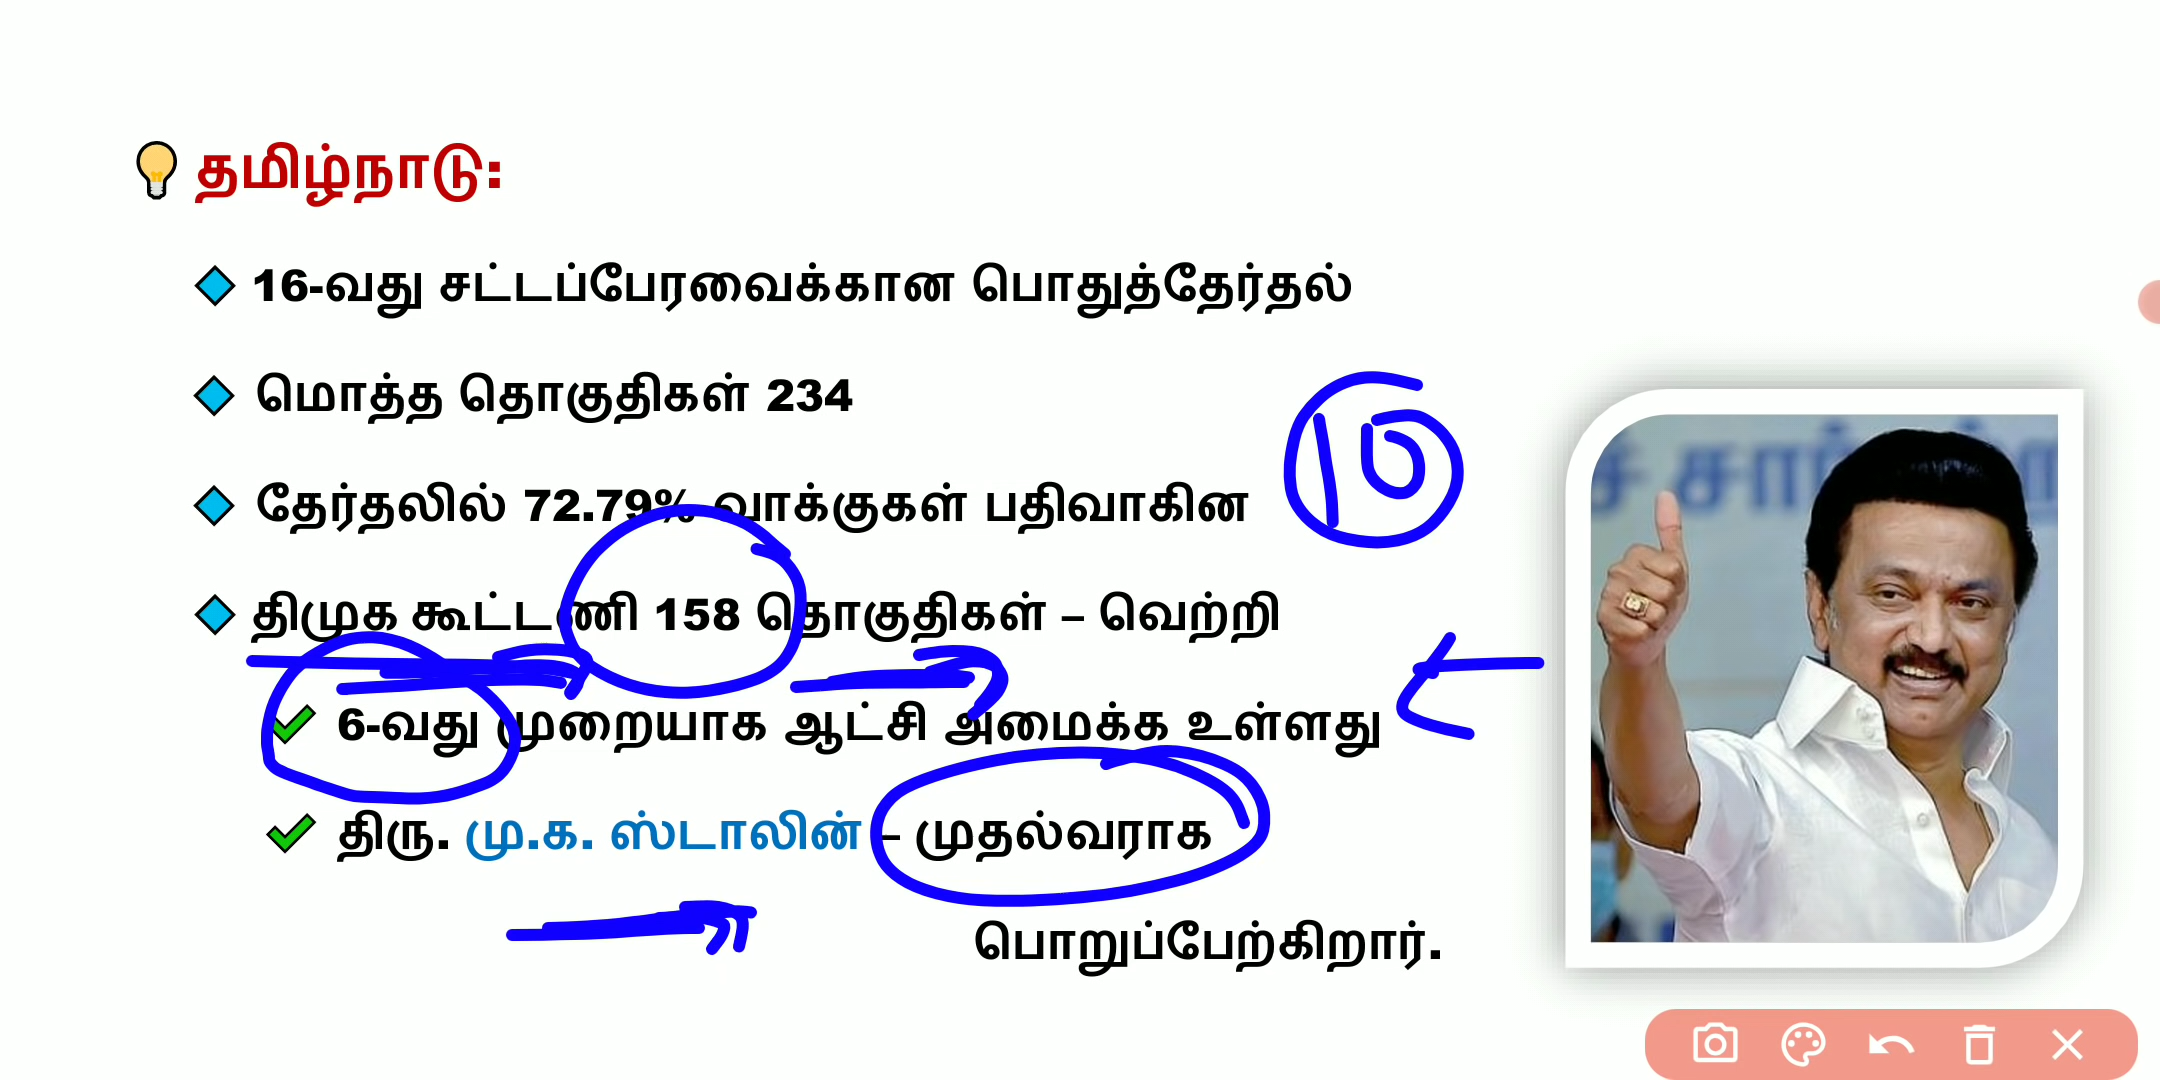 தமிழ்நாடு:
16-வது சட்டப்பேரவைக்கான பொதுத்தேர்தல்
மொத்த தொகுதிகள் 234
தேர்தலில் 72.79% வாக்குகள் பதிவாகின
10
திமுக கூட்டணி 158 தொகுதிகள் – வெற்றி
6-வது முறையாக ஆட்சி அமைக்க உள்ளது
திரு. மு.க. ஸ்டாலின் – முதல்வராக
பொறுப்பேற்கிறார்.